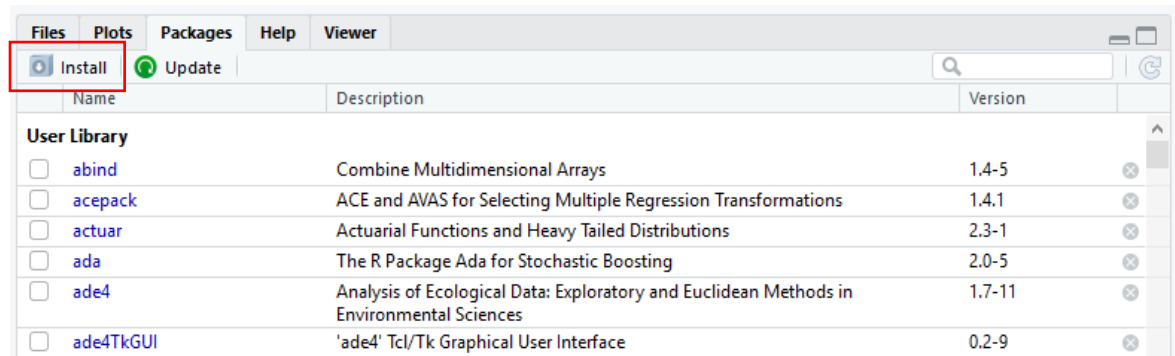 Files Plots Packages Help Viewer
Install Update
Name Description Version
User Library
abind Combine Multidimensional Arrays 1.4-5
acepack ACE and AVAS for Selecting Multiple Regression Transformations 1.4.1
actuar Actuarial Functions and Heavy Tailed Distributions 2.3-1
ada The R Package Ada for Stochastic Boosting 2.0-5
ade4 Analysis of Ecological Data: Exploratory and Euclidean Methods in 1.7-11
Environmental Sciences
ade4TkGUI 'ade4' Tcl/Tk Graphical User Interface 0.2-9